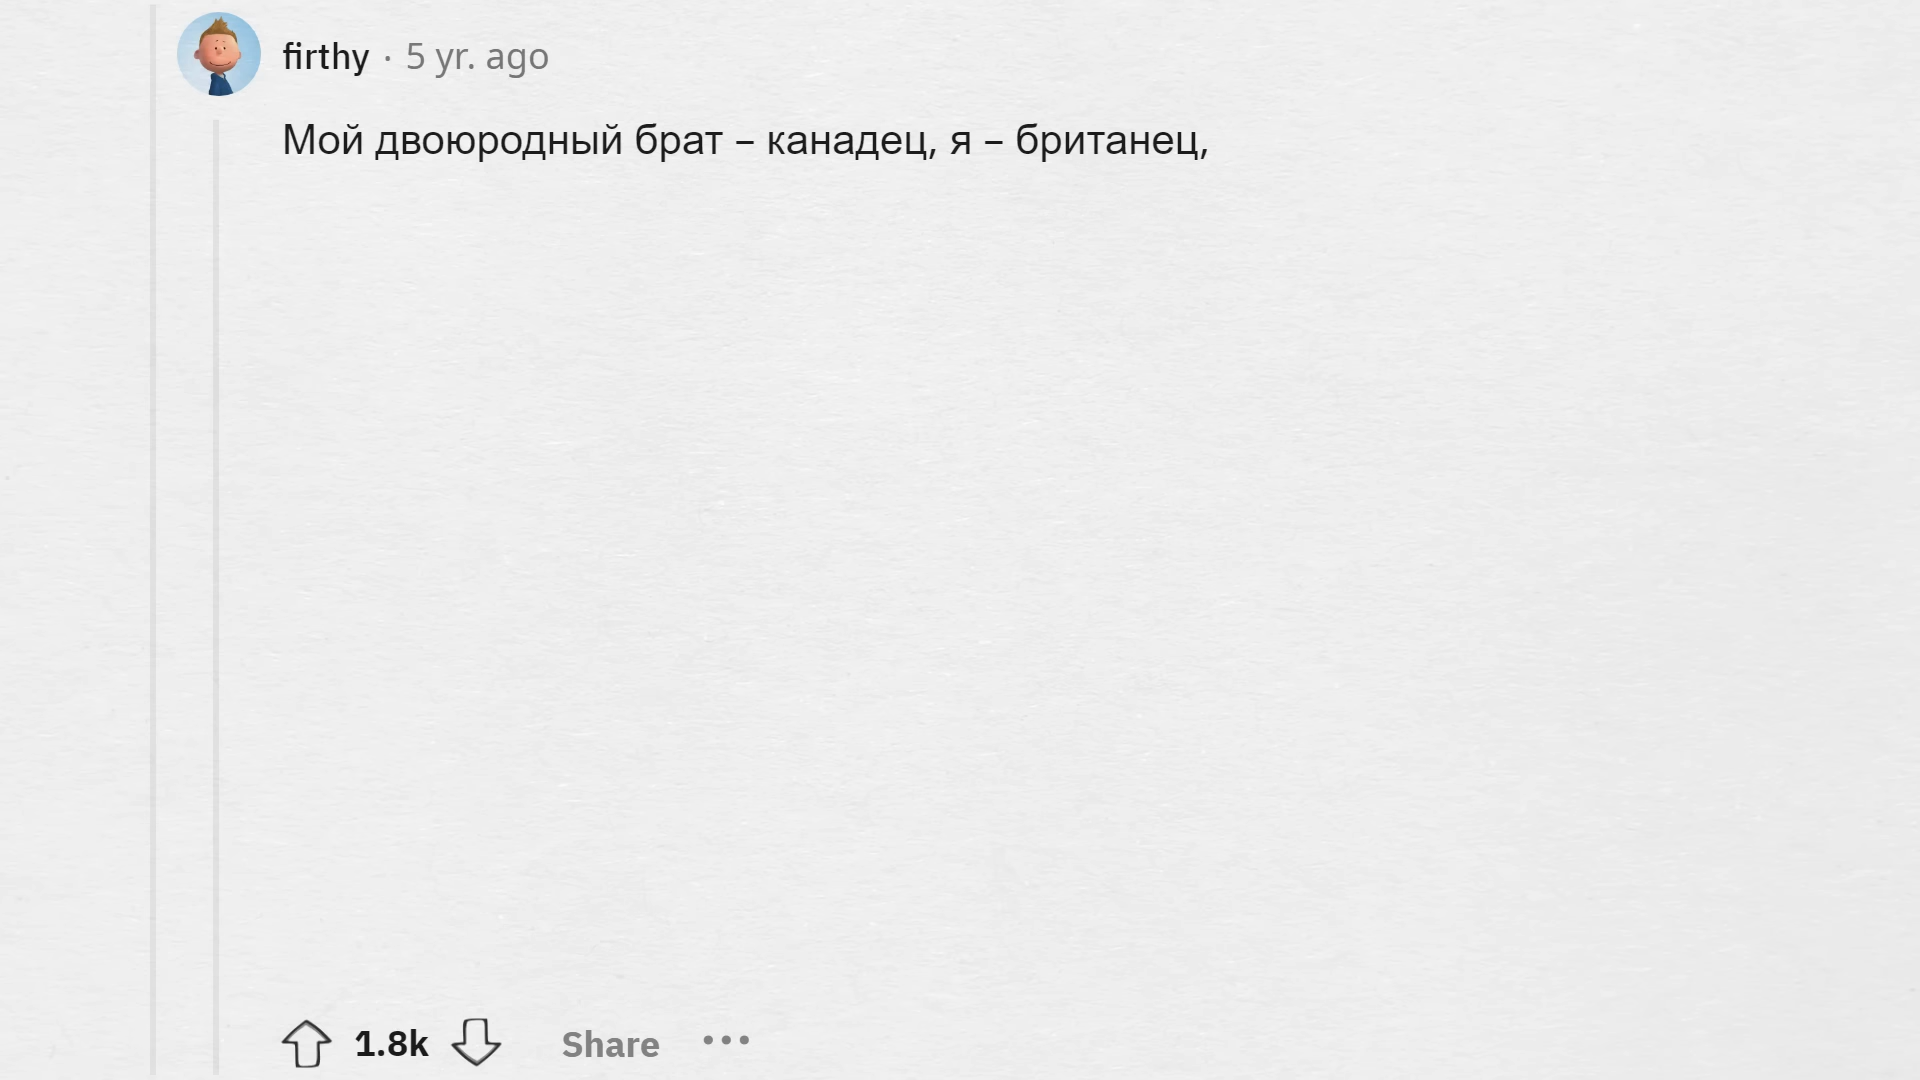 firthy · 5 yr. ago
Мой двоюродный брат – канадец, я – британец,
1.8k Share •••